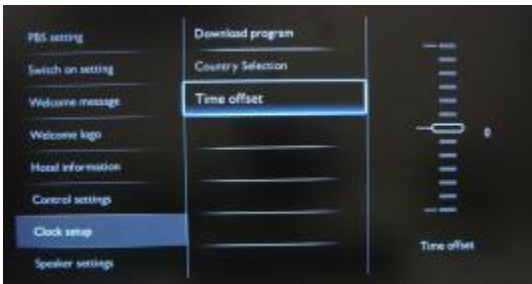 PBS setting
Switch on setting
Welcome message
Welcome logo
Hotel information
Control settings
Clock setup
Speaker settings
Download program
Country Selection
Time offset
0
Time offset